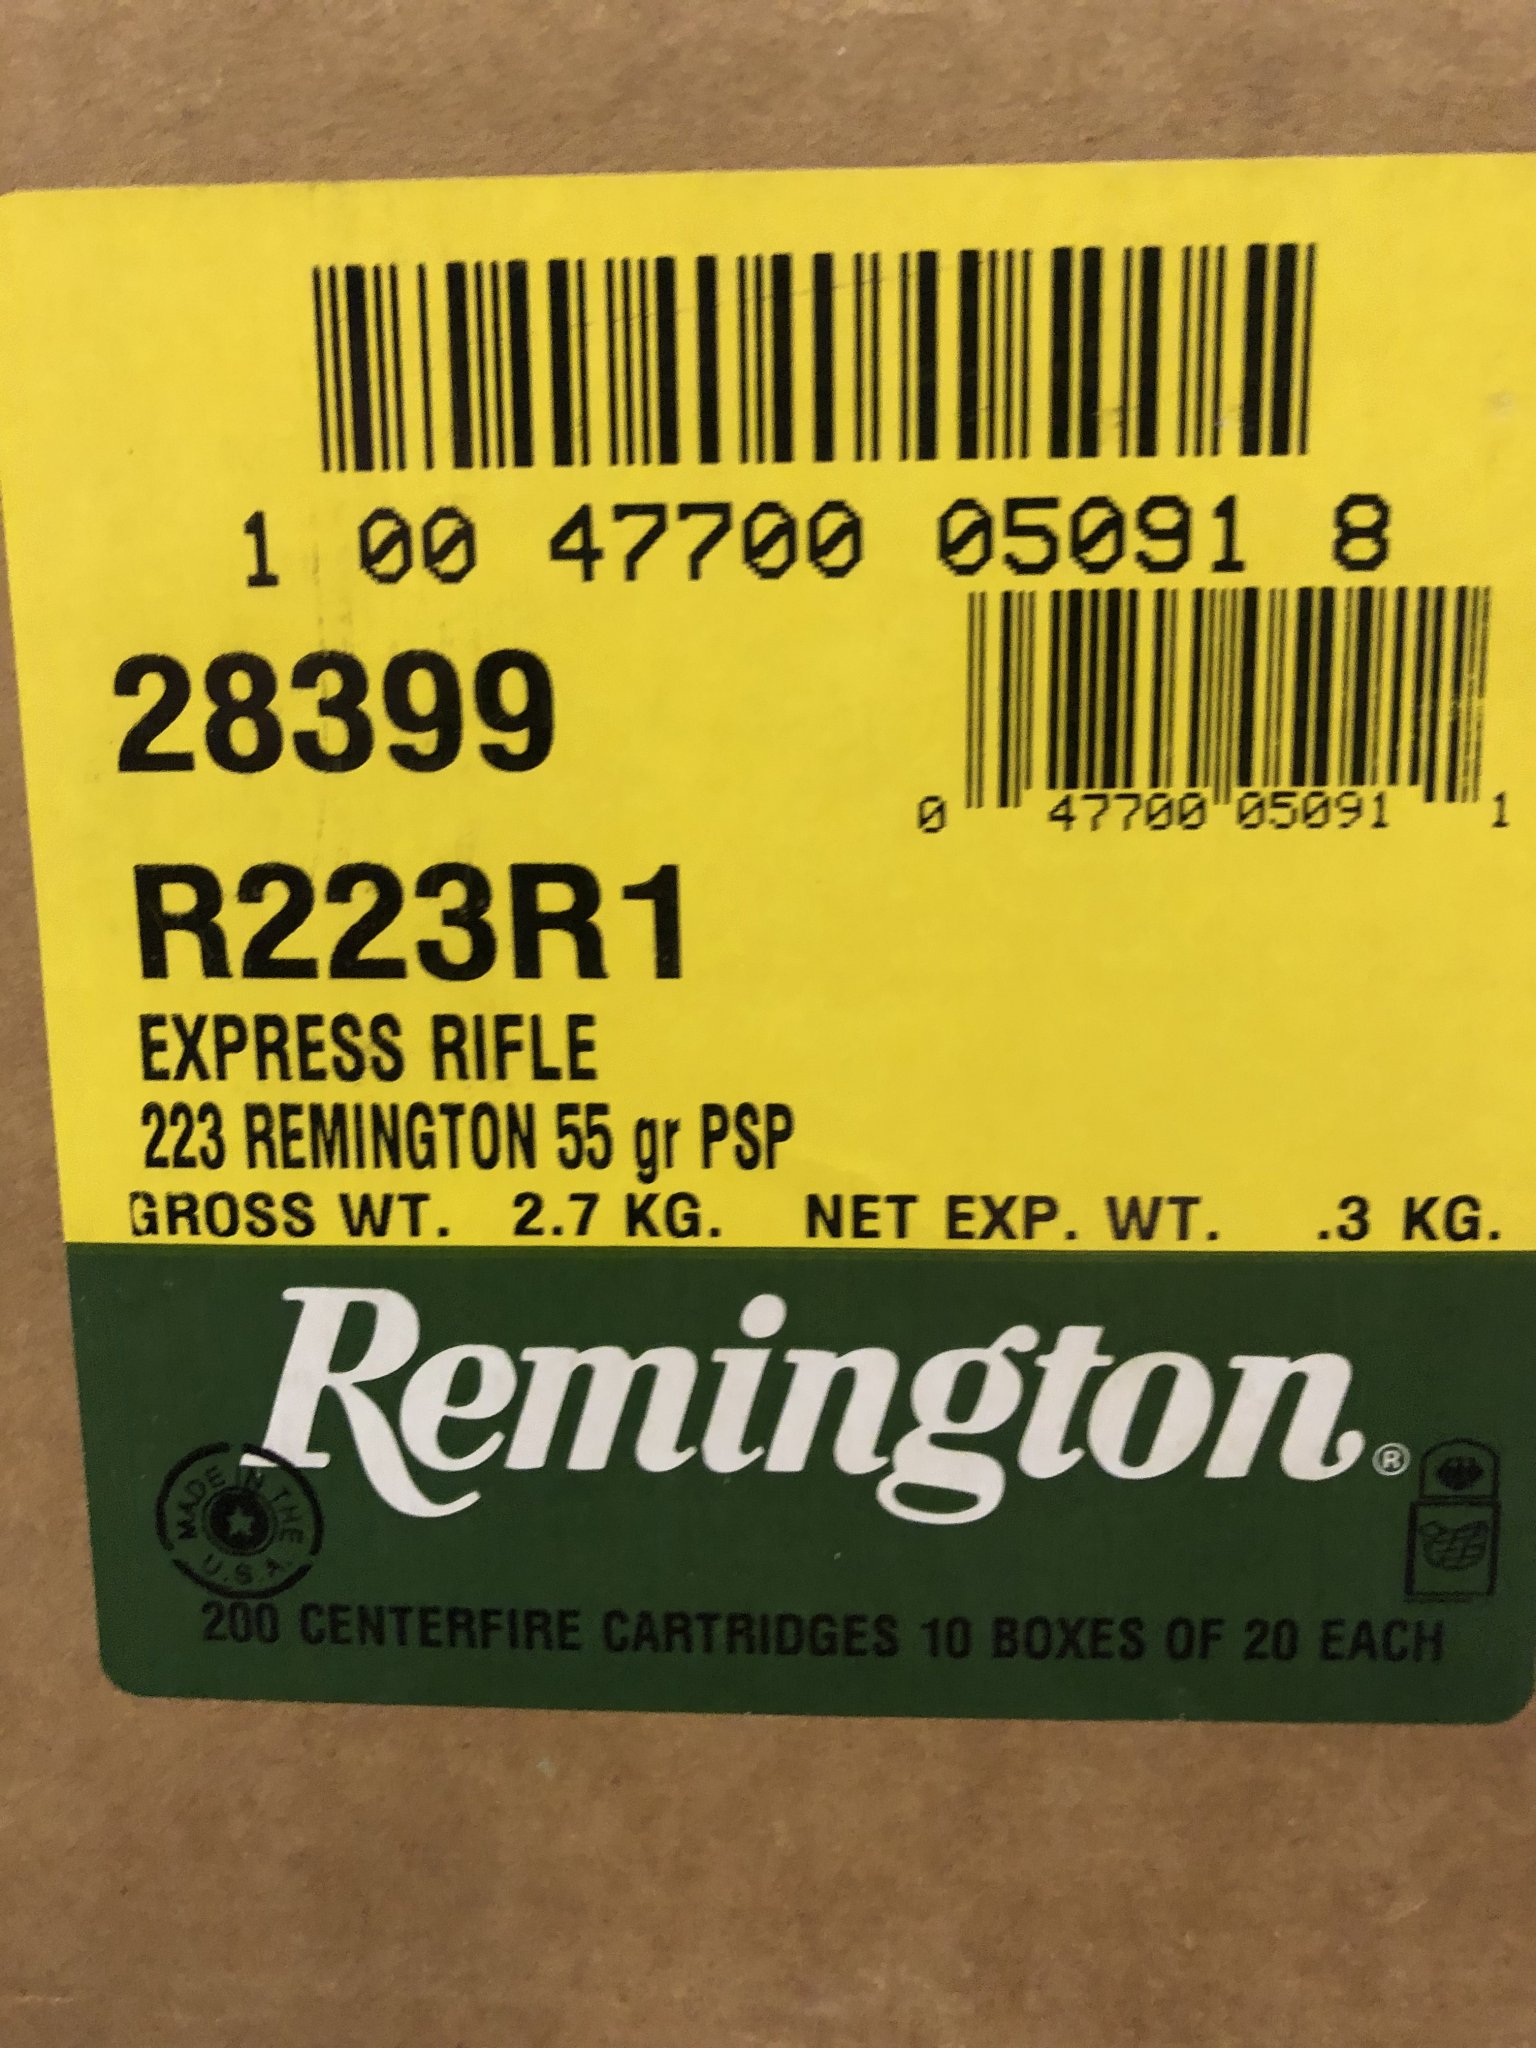 1 00 47700 05091 8
28399
0 47700 05091 1
R223R1
EXPRESS RIFLE
223 REMINGTON 55 gr PSP
GROSS WT. 2.7 KG. NET EXP. WT. .3 KG.
Remington®
MADE IN THE U.S.A.
200 CENTERFIRE CARTRIDGES 10 BOXES OF 20 EACH